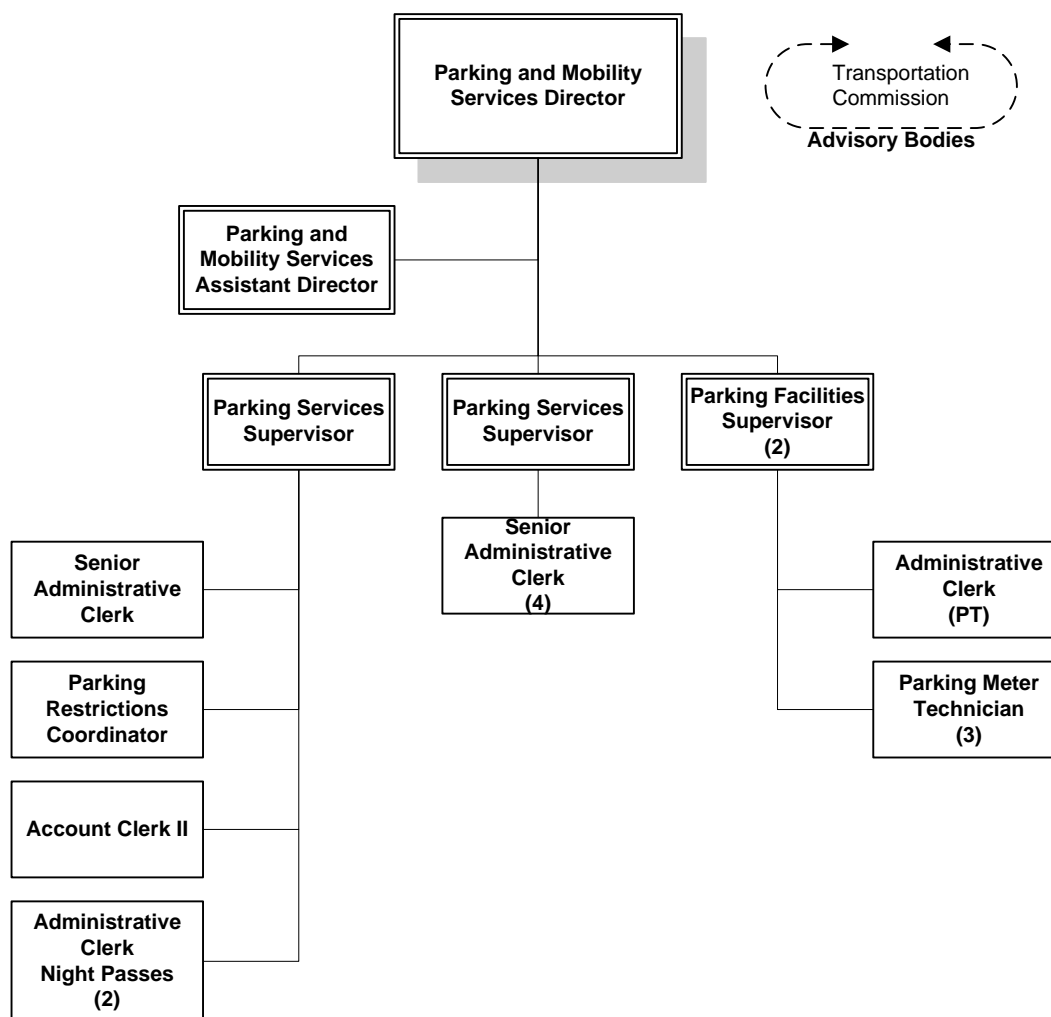 Parking and Mobility
Services Director
Transportation
Commission
Advisory Bodies
Parking and
Mobility Services
Assistant Director
Parking Services
Supervisor
Parking Services
Supervisor
Parking Facilities
Supervisor
(2)
Senior
Administrative
Clerk
(4)
Senior
Administrative
Clerk
Administrative
Clerk
(PT)
Parking
Restrictions
Coordinator
Parking Meter
Technician
(3)
Account Clerk II
Administrative
Clerk
Night Passes
(2)